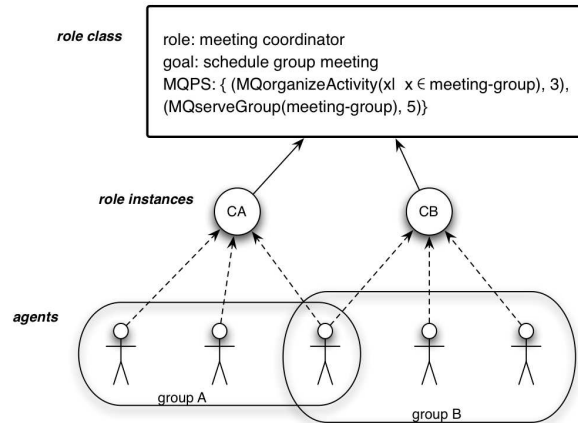 role class
role: meeting coordinator
goal: schedule group meeting
MQPS: { (MQorganizeActivity(x| x ∈ meeting-group), 3),
(MQserveGroup(meeting-group), 5)}
role instances
CA
CB
agents
group A
group B